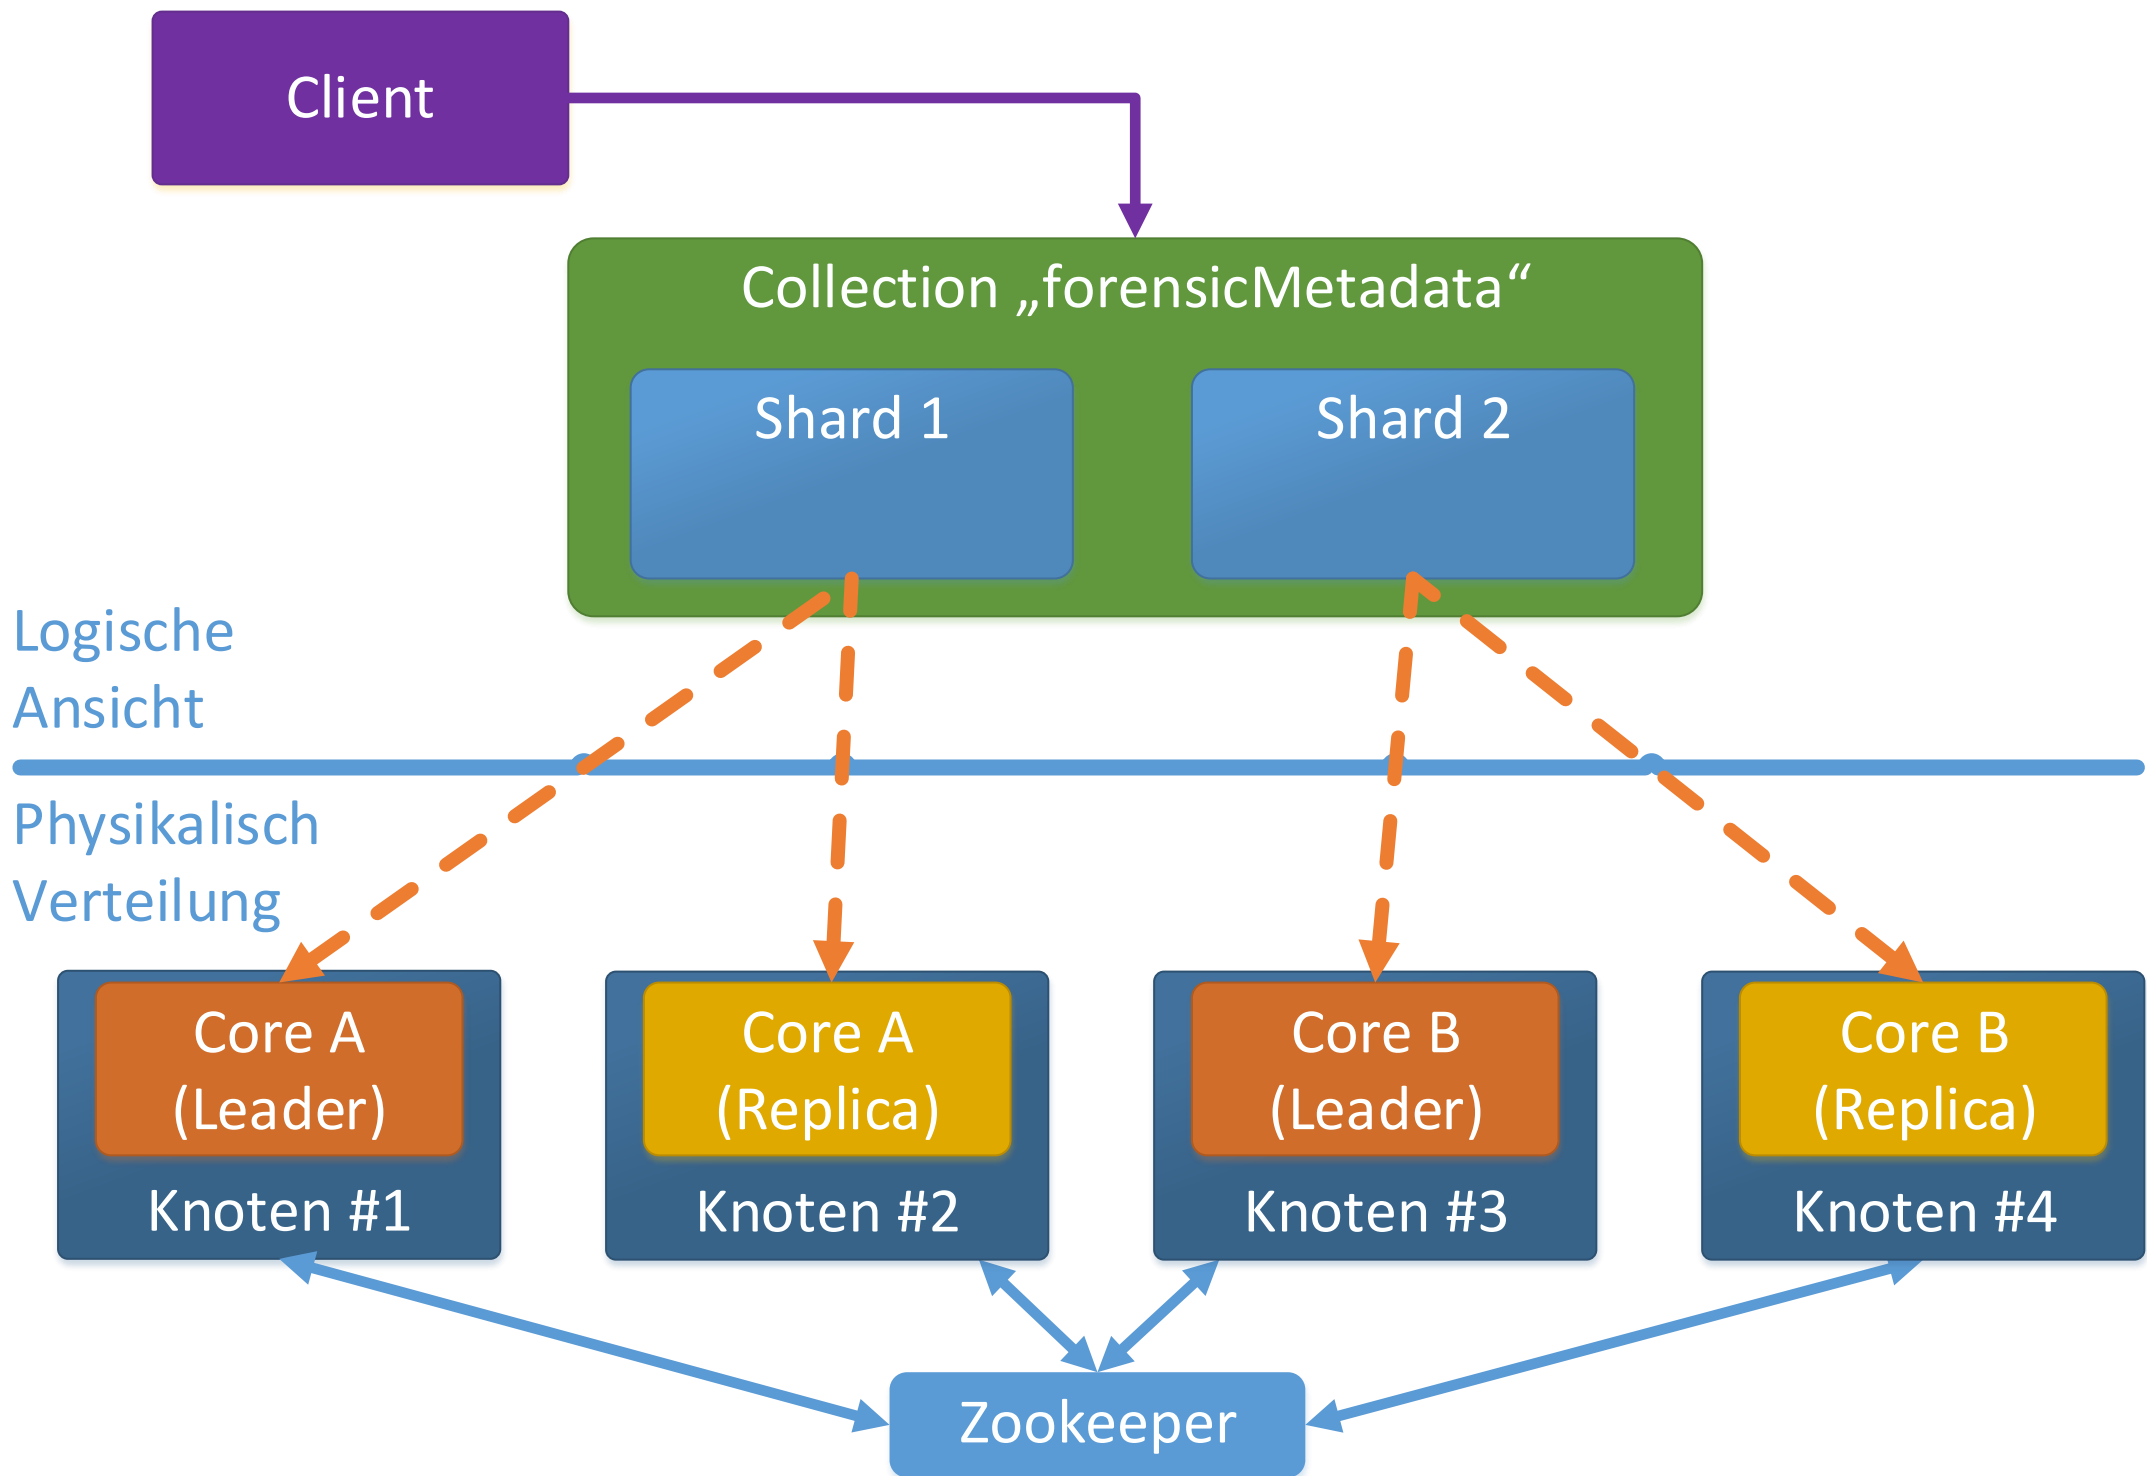 Client
Collection „forensicMetadata“
Shard 1
Shard 2
Logische
Ansicht
Physikalisch
Verteilung
Core A
(Leader)
Knoten #1
Core A
(Replica)
Knoten #2
Core B
(Leader)
Knoten #3
Core B
(Replica)
Knoten #4
Zookeeper